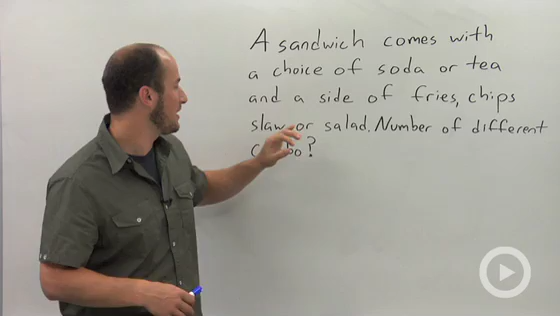 A sandwich comes with
a choice of soda or tea
and a side of fries, chips
slaw or salad. Number of different
?